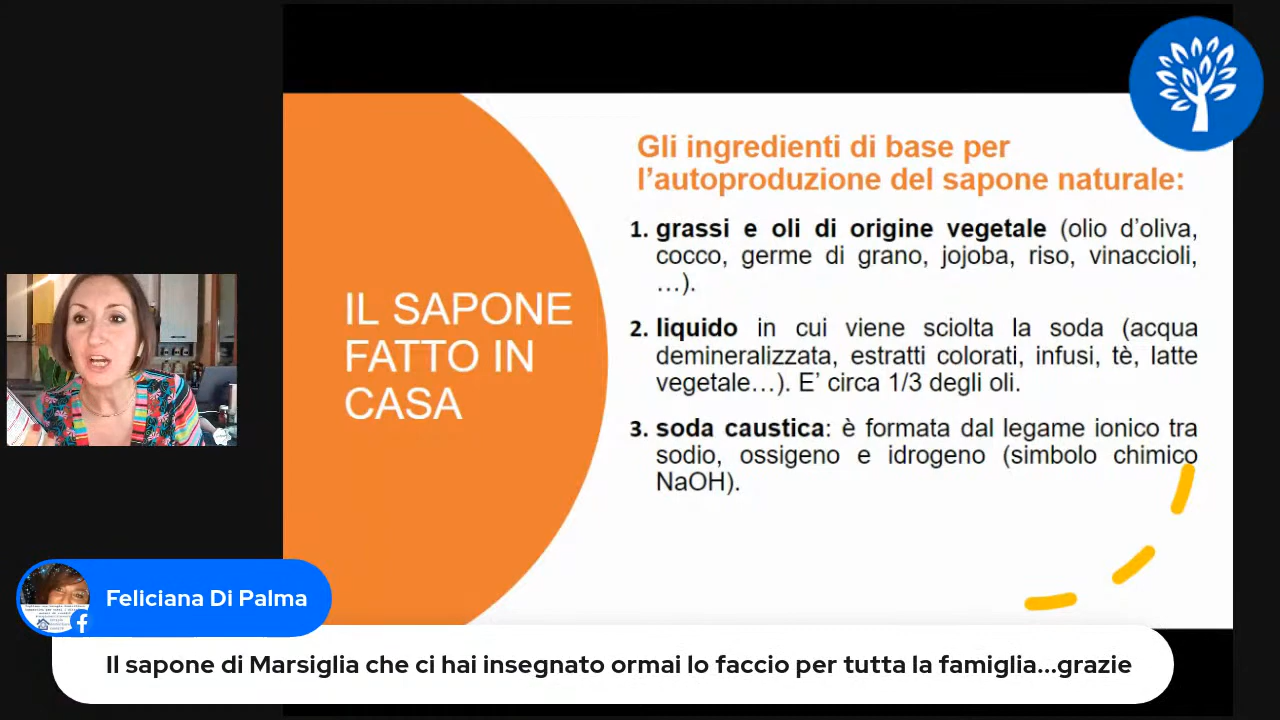 IL SAPONE
FATTO IN
CASA
Gli ingredienti di base per
l’autoproduzione del sapone naturale:
1. grassi e oli di origine vegetale (olio d’oliva,
cocco, germe di grano, jojoba, riso, vinaccioli,
…).
2. liquido in cui viene sciolta la soda (acqua
demineralizzata, estratti colorati, infusi, tè, latte
vegetale…). E’ circa 1/3 degli oli.
3. soda caustica: è formata dal legame ionico tra
sodio, ossigeno e idrogeno (simbolo chimico
NaOH).
Feliciana Di Palma
Il sapone di Marsiglia che ci hai insegnato ormai lo faccio per tutta la famiglia...grazie